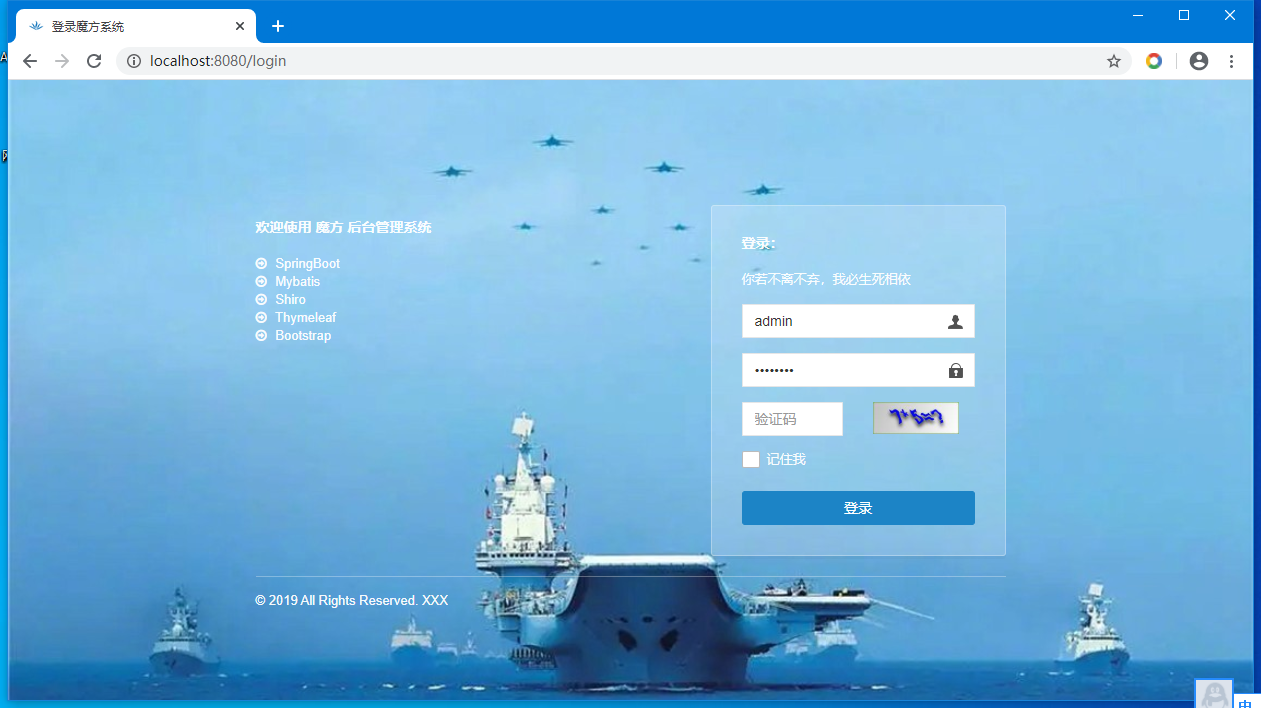 登录魔方系统
localhost:8080/login
欢迎使用 魔方 后台管理系统
SpringBoot
Mybatis
Shiro
Thymeleaf
Bootstrap
登录:
你若不离不弃，我必生死相依
admin
••••••••
验证码
7+5=?
记住我
登录
© 2019 All Rights Reserved. XXX
中